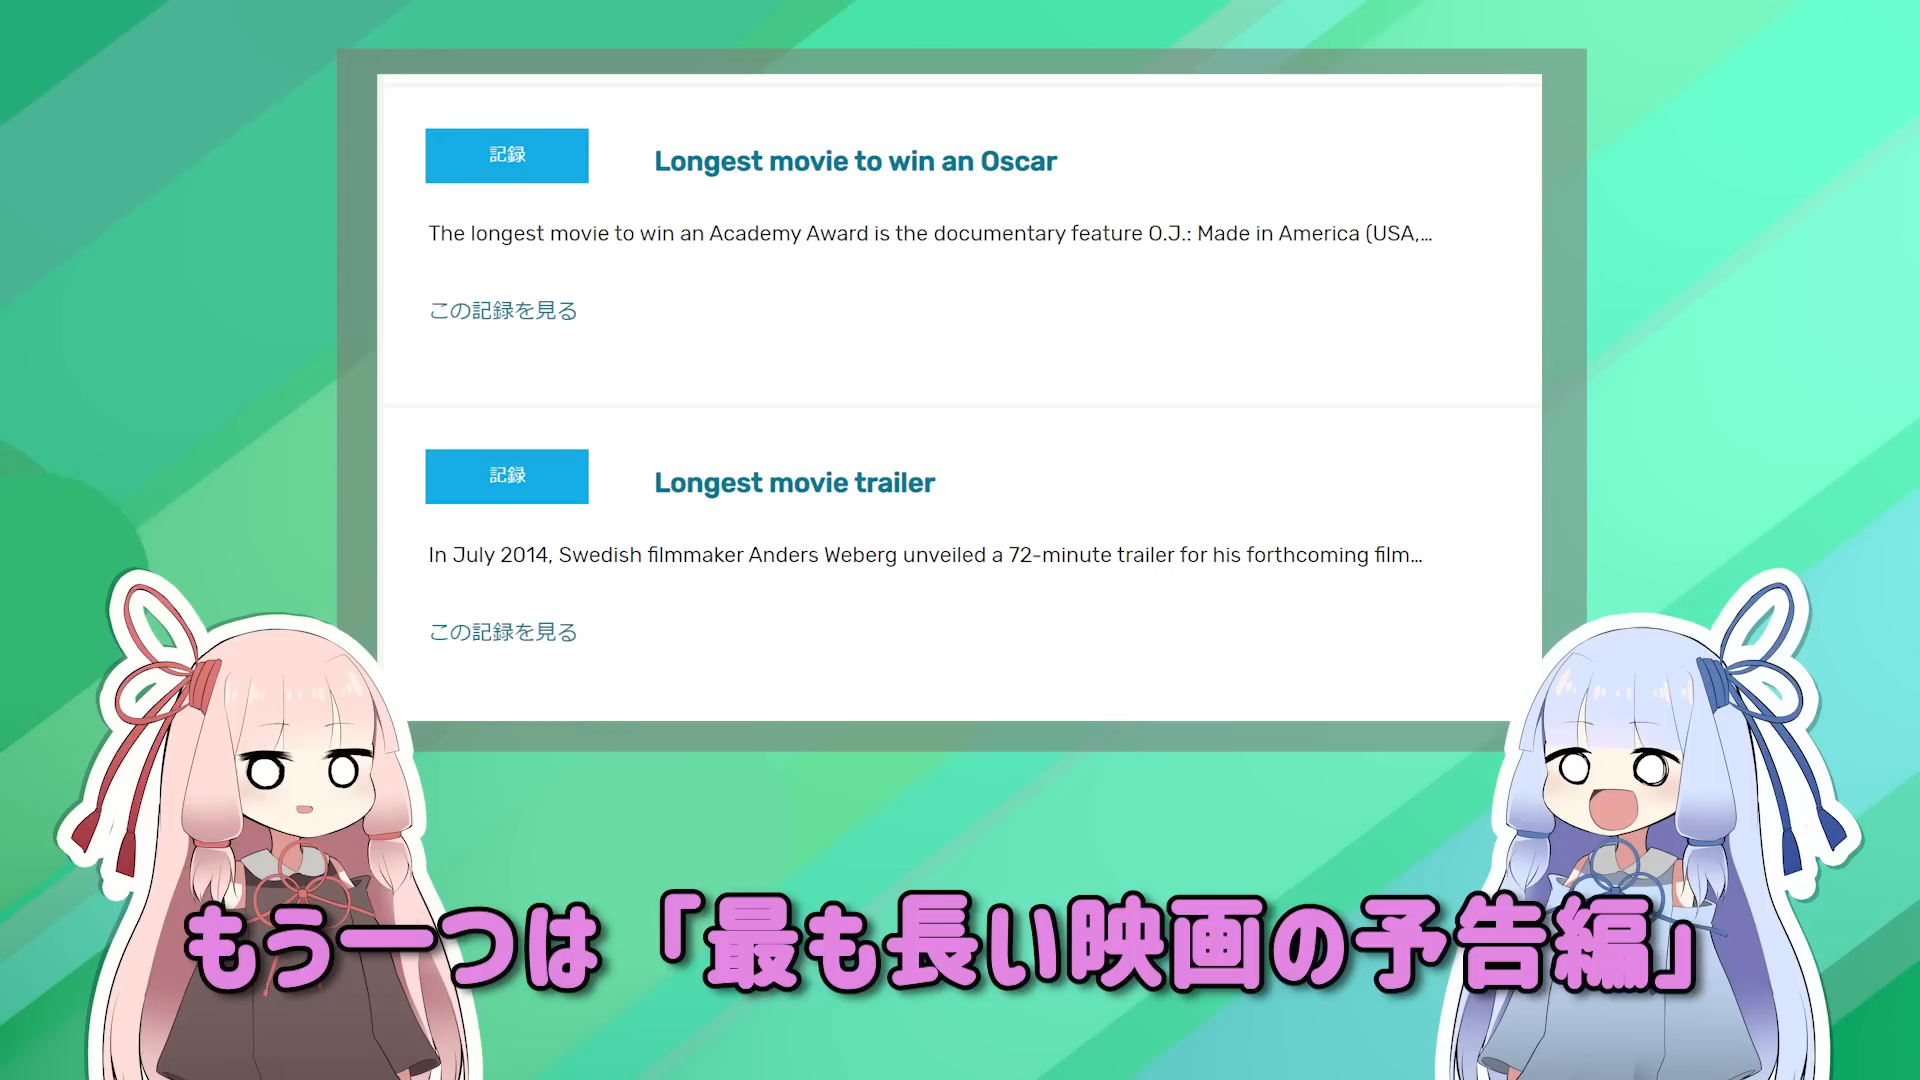 記録
Longest movie to win an Oscar
The longest movie to win an Academy Award is the documentary feature O.J.: Made in America (USA,...
この記録を見る
記録
Longest movie trailer
In July 2014, Swedish filmmaker Anders Weberg unveiled a 72-minute trailer for his forthcoming film...
この記録を見る
もう一つは「最も長い映画の予告編」